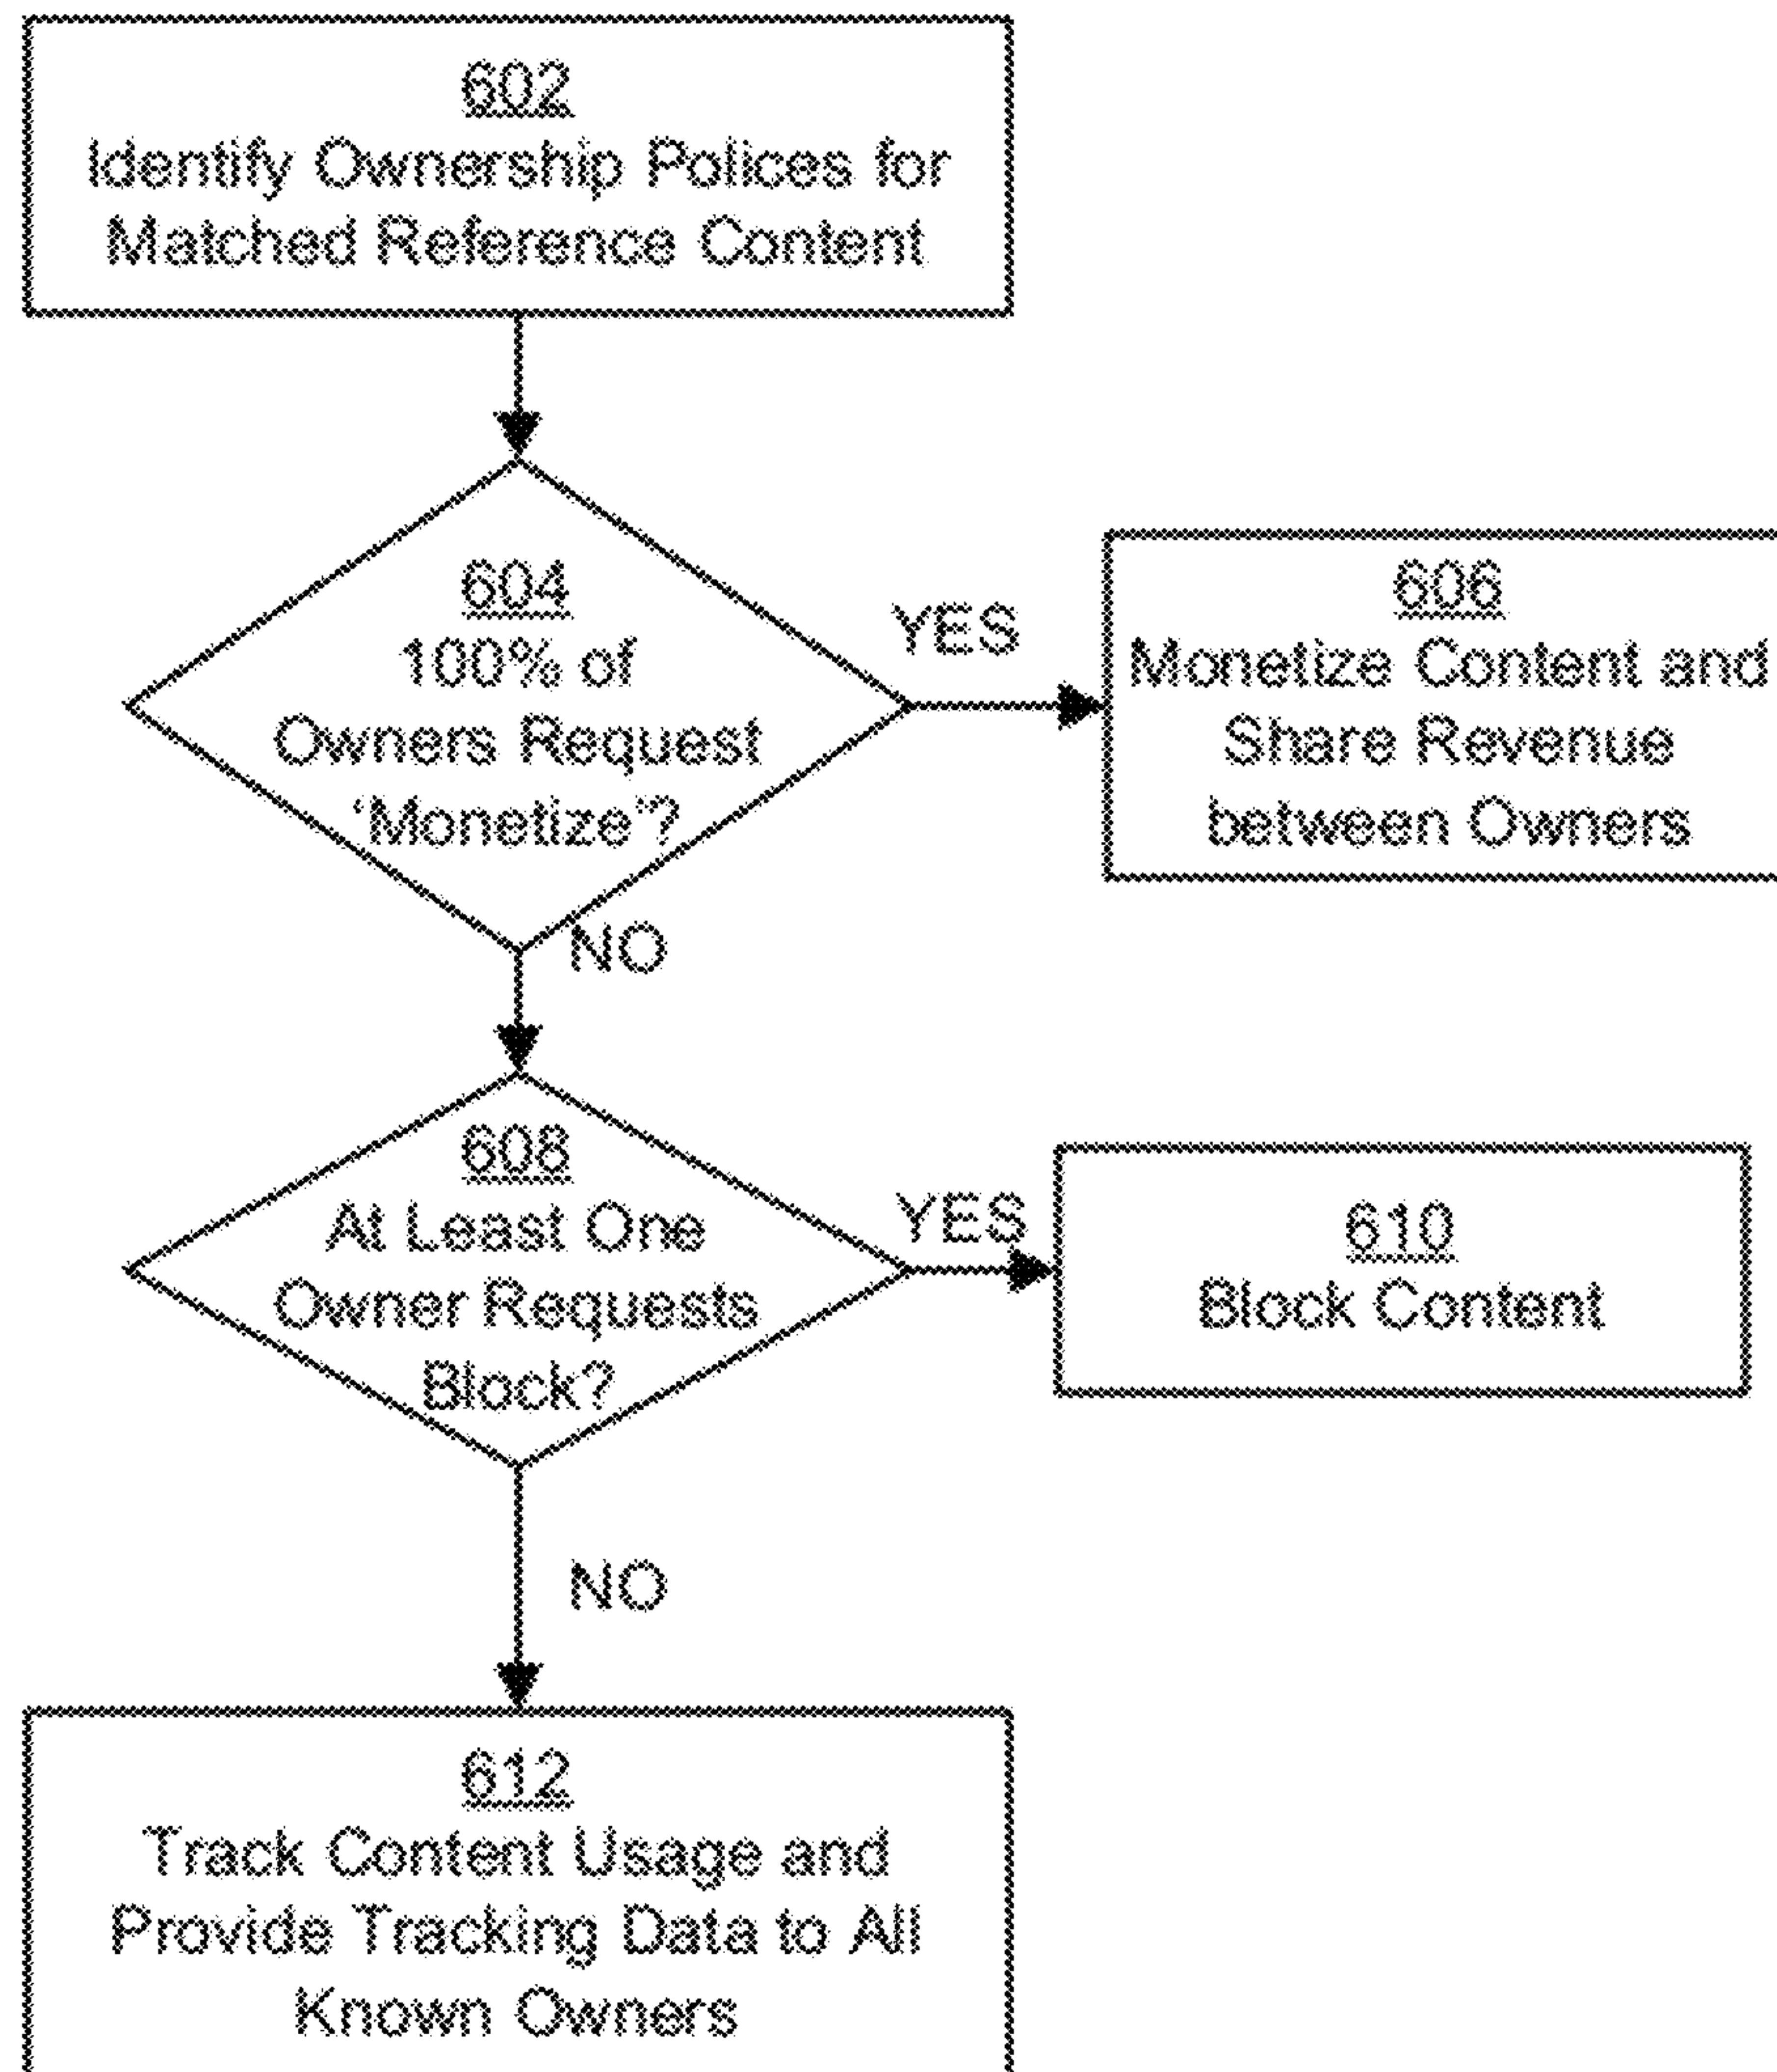 602
Identify Ownership Polices for
Matched Reference Content
604
100% of
Owners Request
‘Monetize”?
YES
606
Monetize Content and
Share Revenue
between Owners
NO
608
At Least One
Owner Requests
Block?
YES
610
Block Content
NO
612
Track Content Usage and
Provide Tracking Data to All
Known Owners